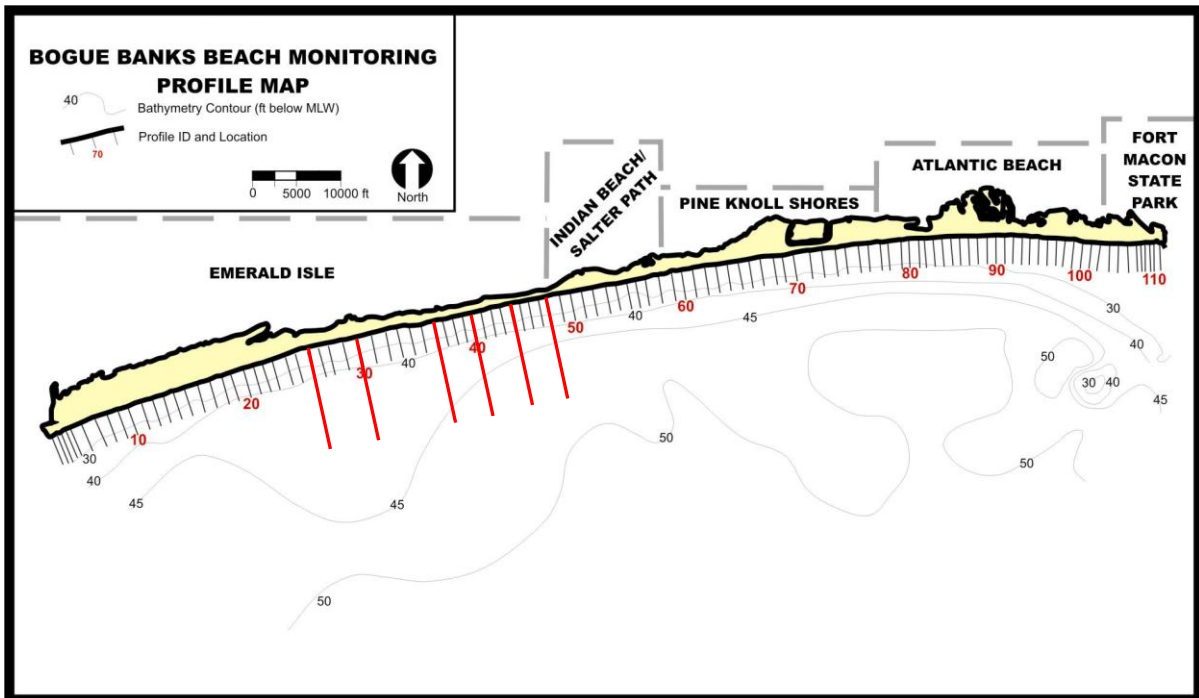 BOGUE BANKS BEACH MONITORING
PROFILE MAP
40
Bathymetry Contour (ft below MLW)
Profile ID and Location
70
0 5000 10000 ft
North
EMERALD ISLE
INDIAN BEACH/
SALTER PATH
PINE KNOLL SHORES
ATLANTIC BEACH
FORT
MACON
STATE
PARK
10
20
30
40
50
60
70
80
90
100
110
30
40
45
40
45
40
45
50
50
50
50
30
40
45
30
40